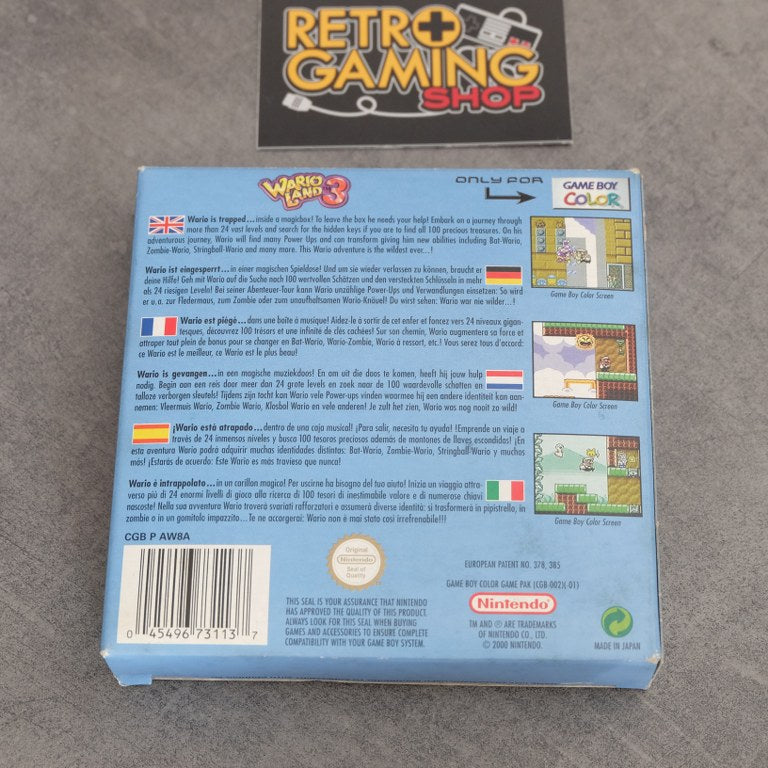 RETRO
GAMING
SHOP
WARIO
LAND 3
ONLY FOR
GAME BOY
COLOR
Wario is trapped...inside a magicbox! To leave the box he needs your help! Embark on a journey through
more than 24 vast levels and search for the hidden keys if you are to find all 100 precious treasures. On his
adventurous journey, Wario will find many Power Ups and can transform giving him new abilities including Bat-Wario,
Zombie-Wario, Stringball-Wario and many more. This Wario adventure is the wildest ever...!
Game Boy Color Screen
Wario ist eingesperrt...in einer magischen Spieldose! Und um sie wieder verlassen zu können, braucht er
deine Hilfe! Geh mit Wario auf die Suche nach 100 wertvollen Schätzen und den versteckten Schlüsseln in mehr
als 24 riesigen Levels! Bei seiner Abenteuer-Tour kann Wario unzählige Power-Ups und Verwandlungen einsetzen: So wird
er u.a. zur Fledermaus, zum Zombie oder zum unaufhaltsamen Wario-Knäuel! Du wirst sehen: Wario war nie wilder...!
Wario est piégé...dans une boîte à musique! Aidez-le à sortir de cet enfer et foncez vers 24 niveaux gigan-
tesques, découvrez 100 trésors et une infinité de clés cachées! Sur son chemin, Wario augmentera sa force et
attraper tout plein de bonus pour se changer en Bat-Wario, Wario-Zombie, Wario à ressort, etc.! Vous serez tous d'accord:
ce Wario est le meilleur, ce Wario est le plus beau!
Game Boy Color Screen
Wario is gevangen...in een magische muziekdoos! En om uit die doos te komen, heeft hij jouw hulp
nodig. Begin aan een reis door meer dan 24 grote levels en zoek naar de 100 waardevolle schatten en
talloze verborgen sleutels! Tijdens zijn tocht kan Wario vele Power-Ups tegenkomen waarmee hij een andere identiteit kan aan-
nemen: Vleermuis Wario, Zombie Wario, Klosbal Wario en vele anderen! Je zult het zien, Wario was nog nooit zo wild!
¡Wario está atrapado...dentro de una caja musical! ¡Para salir, necesita tu ayuda! ¡Emprende un viaje a
través de 24 inmensos niveles y busca 100 tesoros preciosos además de montones de llaves escondidas! ¡En
esta aventura Wario podrá adquirir muchas identidades distintas: Bat-Wario, Zombie-Wario, Stringball-Wario y muchas
más! ¡Estarás de acuerdo: Este Wario es más travieso que nunca!
Wario è intrappolato...in un carillon magico! Per uscirne ha bisogno del tuo aiuto! Inizia un viaggio attra-
verso più di 24 enormi livelli di gioco alla ricerca di 100 tesori di inestimabile valore e di numerose chiavi
nascoste! Nella sua avventura Wario troverà svariati rafforzatori e assumerà diverse identità: si trasformerà in pipistrello, in
zombie o in un gomitolo impazzito...Te ne accorgerai: Wario non è mai stato così irrefrenabile!!!
Game Boy Color Screen
CGB P AW8A
0 45496 73113 7
Original
Nintendo
Seal of
Quality
THIS SEAL IS YOUR ASSURANCE THAT NINTENDO
HAS APPROVED THE QUALITY OF THIS PRODUCT.
ALWAYS LOOK FOR THIS SEAL WHEN BUYING
GAMES AND ACCESSORIES TO ENSURE COMPLETE
COMPATIBILITY WITH YOUR GAME BOY SYSTEM.
EUROPEAN PATENT NO. 378, 385
GAME BOY COLOR GAME PAK (CGB-002)(-01)
Nintendo
TM AND ® ARE TRADEMARKS
OF NINTENDO CO., LTD.
© 2000 NINTENDO.
MADE IN JAPAN